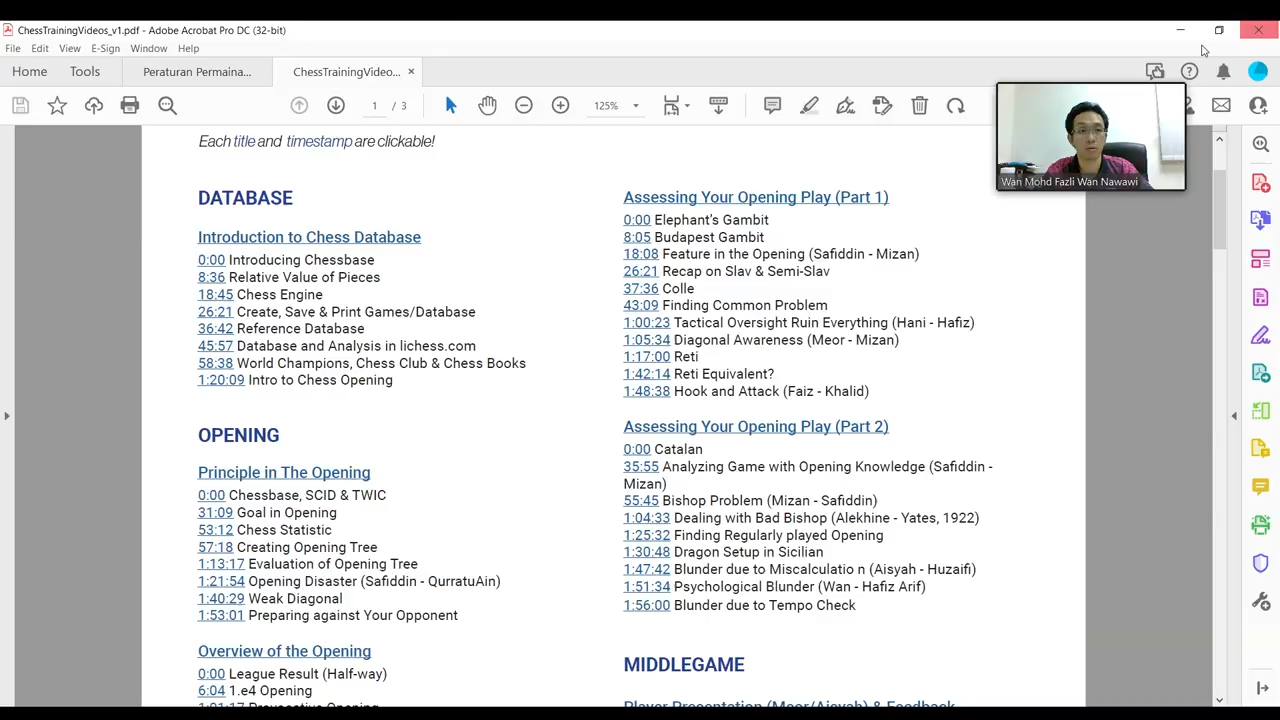 ChessTrainingVideos_v1.pdf - Adobe Acrobat Pro DC (32-bit)
File Edit View E-Sign Window Help
Home Tools Peraturan Permaina... ChessTrainingVideo... ×
1 / 3 125%
Wan Mohd Fazli Wan Nawawi
Each title and timestamp are clickable!
DATABASE
Introduction to Chess Database
0:00 Introducing Chessbase
8:36 Relative Value of Pieces
18:45 Chess Engine
26:21 Create, Save & Print Games/Database
36:42 Reference Database
45:57 Database and Analysis in lichess.com
58:38 World Champions, Chess Club & Chess Books
1:20:09 Intro to Chess Opening
OPENING
Principle in The Opening
0:00 Chessbase, SCID & TWIC
31:09 Goal in Opening
53:12 Chess Statistic
57:18 Creating Opening Tree
1:13:17 Evaluation of Opening Tree
1:21:54 Opening Disaster (Safiddin - QurratuAin)
1:40:29 Weak Diagonal
1:53:01 Preparing against Your Opponent
Overview of the Opening
0:00 League Result (Half-way)
6:04 1.e4 Opening
1:01:17 Provocative Opening
Assessing Your Opening Play (Part 1)
0:00 Elephant's Gambit
8:05 Budapest Gambit
18:08 Feature in the Opening (Safiddin - Mizan)
26:21 Recap on Slav & Semi-Slav
37:36 Colle
43:09 Finding Common Problem
1:00:23 Tactical Oversight Ruin Everything (Hani - Hafiz)
1:05:34 Diagonal Awareness (Meor - Mizan)
1:17:00 Reti
1:42:14 Reti Equivalent?
1:48:38 Hook and Attack (Faiz - Khalid)
Assessing Your Opening Play (Part 2)
0:00 Catalan
35:55 Analyzing Game with Opening Knowledge (Safiddin -
Mizan)
55:45 Bishop Problem (Mizan - Safiddin)
1:04:33 Dealing with Bad Bishop (Alekhine - Yates, 1922)
1:25:32 Finding Regularly played Opening
1:30:48 Dragon Setup in Sicilian
1:47:42 Blunder due to Miscalculatio n (Aisyah - Huzaifi)
1:51:34 Psychological Blunder (Wan - Hafiz Arif)
1:56:00 Blunder due to Tempo Check
MIDDLEGAME
Player Presentation (Meor/Aisyah) & Feedback